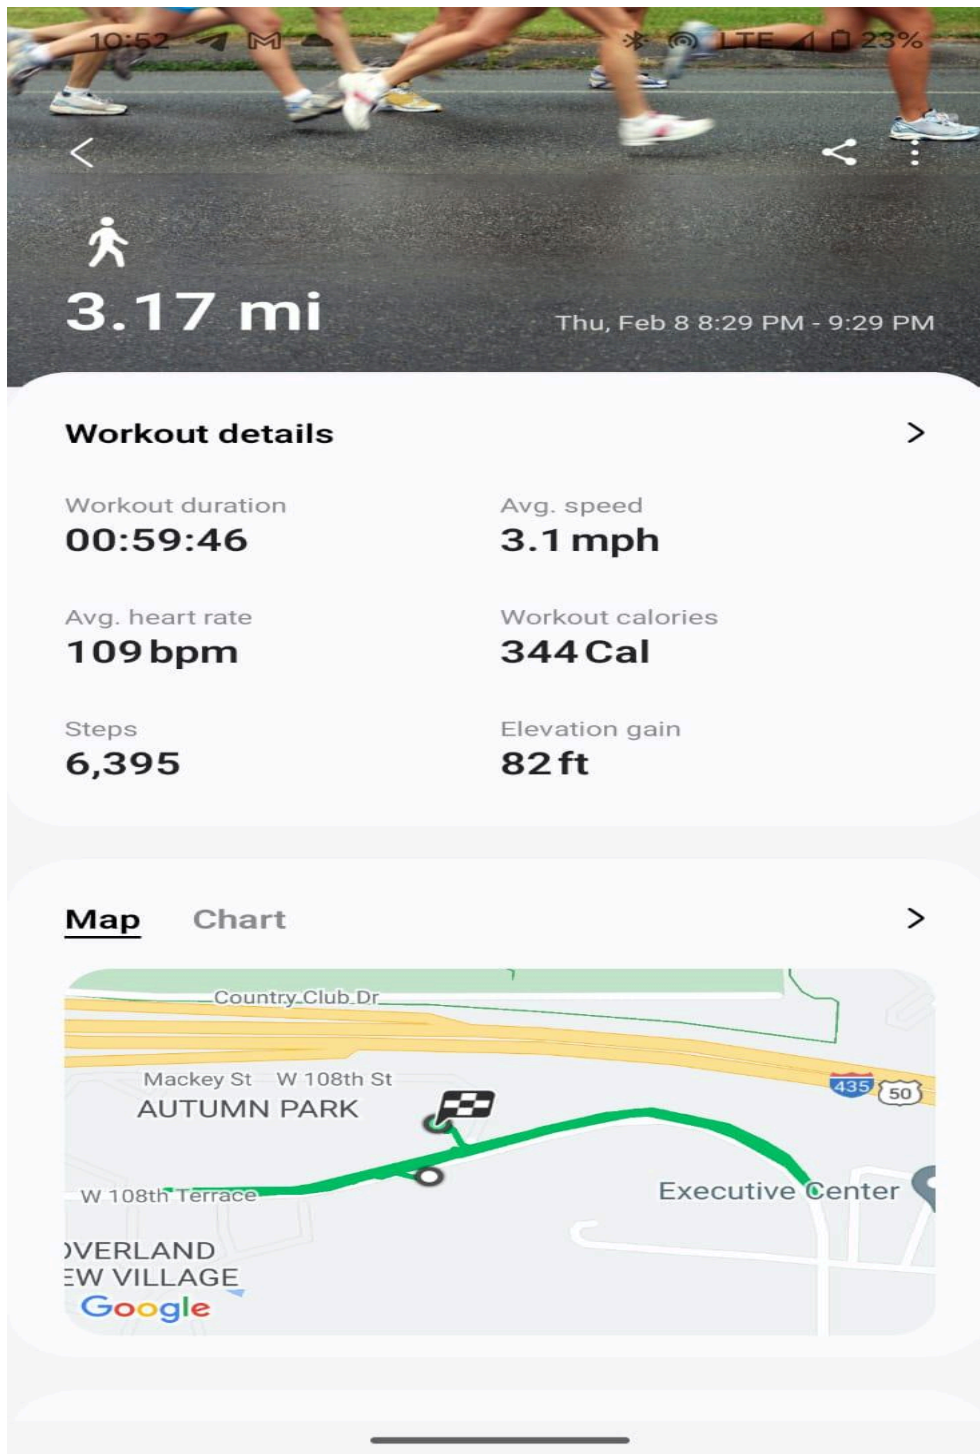 10:52 LTE 23%
3.17 mi
Thu, Feb 8 8:29 PM - 9:29 PM
Workout details
Workout duration Avg. speed
00:59:46 3.1 mph
Avg. heart rate Workout calories
109 bpm 344 Cal
Steps Elevation gain
6,395 82 ft
Map Chart
Country Club Dr
435 50
Mackey St W 108th St
AUTUMN PARK
W 108th Terrace Executive Center
OVERLAND
EW VILLAGE
Google